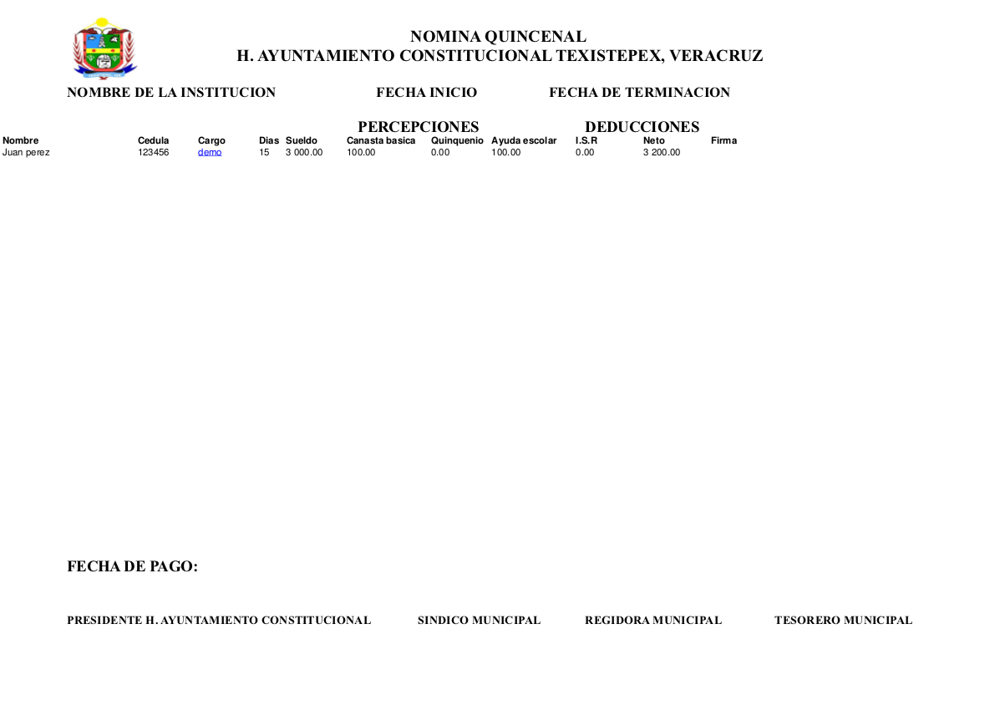 NOMINA QUINCENAL
H. AYUNTAMIENTO CONSTITUCIONAL TEXISTEPEX, VERACRUZ
NOMBRE DE LA INSTITUCION FECHA INICIO FECHA DE TERMINACION
PERCEPCIONES DEDUCCIONES
Nombre Cedula Cargo Dias Sueldo Canasta basica Quinquenio Ayuda escolar I.S.R Neto Firma
Juan perez 123456 demo 15 3 000.00 100.00 0.00 100.00 0.00 3 200.00
FECHA DE PAGO:
PRESIDENTE H. AYUNTAMIENTO CONSTITUCIONAL SINDICO MUNICIPAL REGIDORA MUNICIPAL TESORERO MUNICIPAL